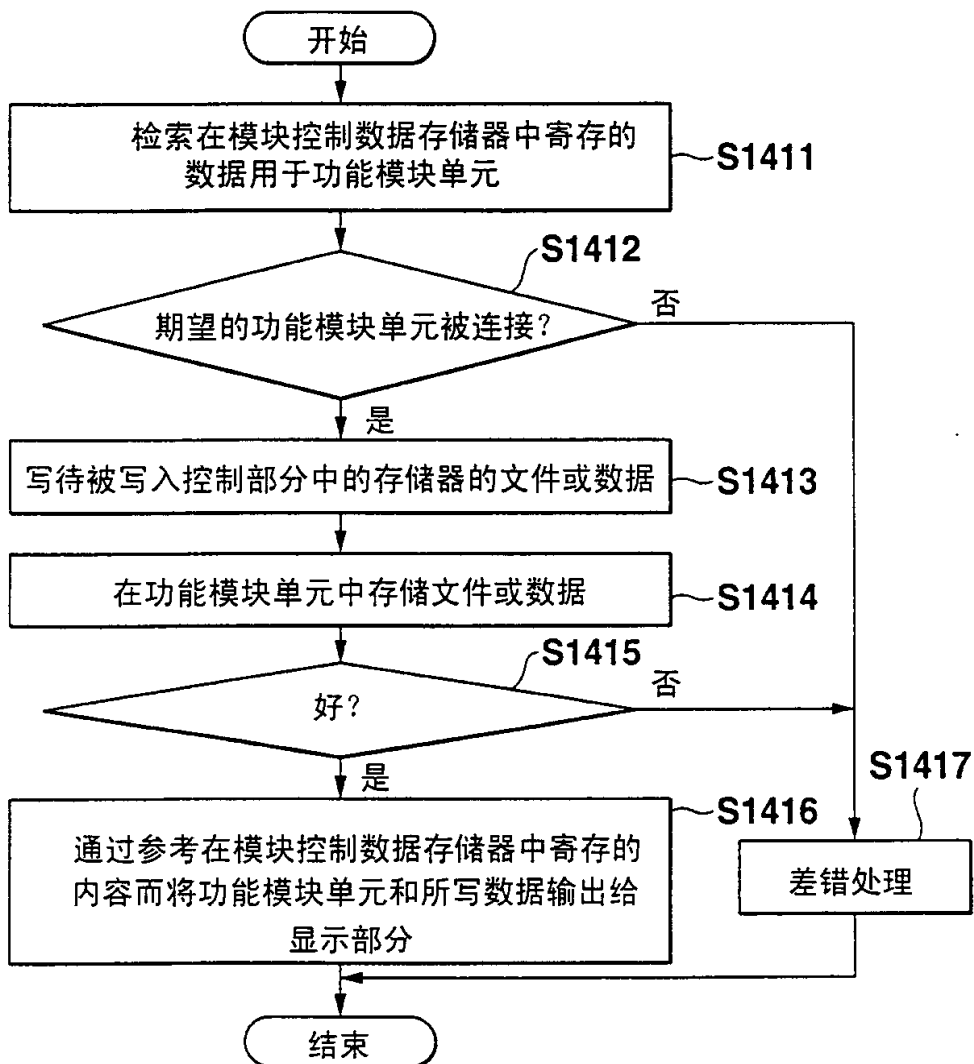 开始
检索在模块控制数据存储器中寄存的
数据用于功能模块单元
S1411
S1412
期望的功能模块单元被连接?
否
是
写待被写入控制部分中的存储器的文件或数据
S1413
在功能模块单元中存储文件或数据
S1414
S1415
好?
否
是
S1416
通过参考在模块控制数据存储器中寄存的
内容而将功能模块单元和所写数据输出给
显示部分
S1417
差错处理
结束